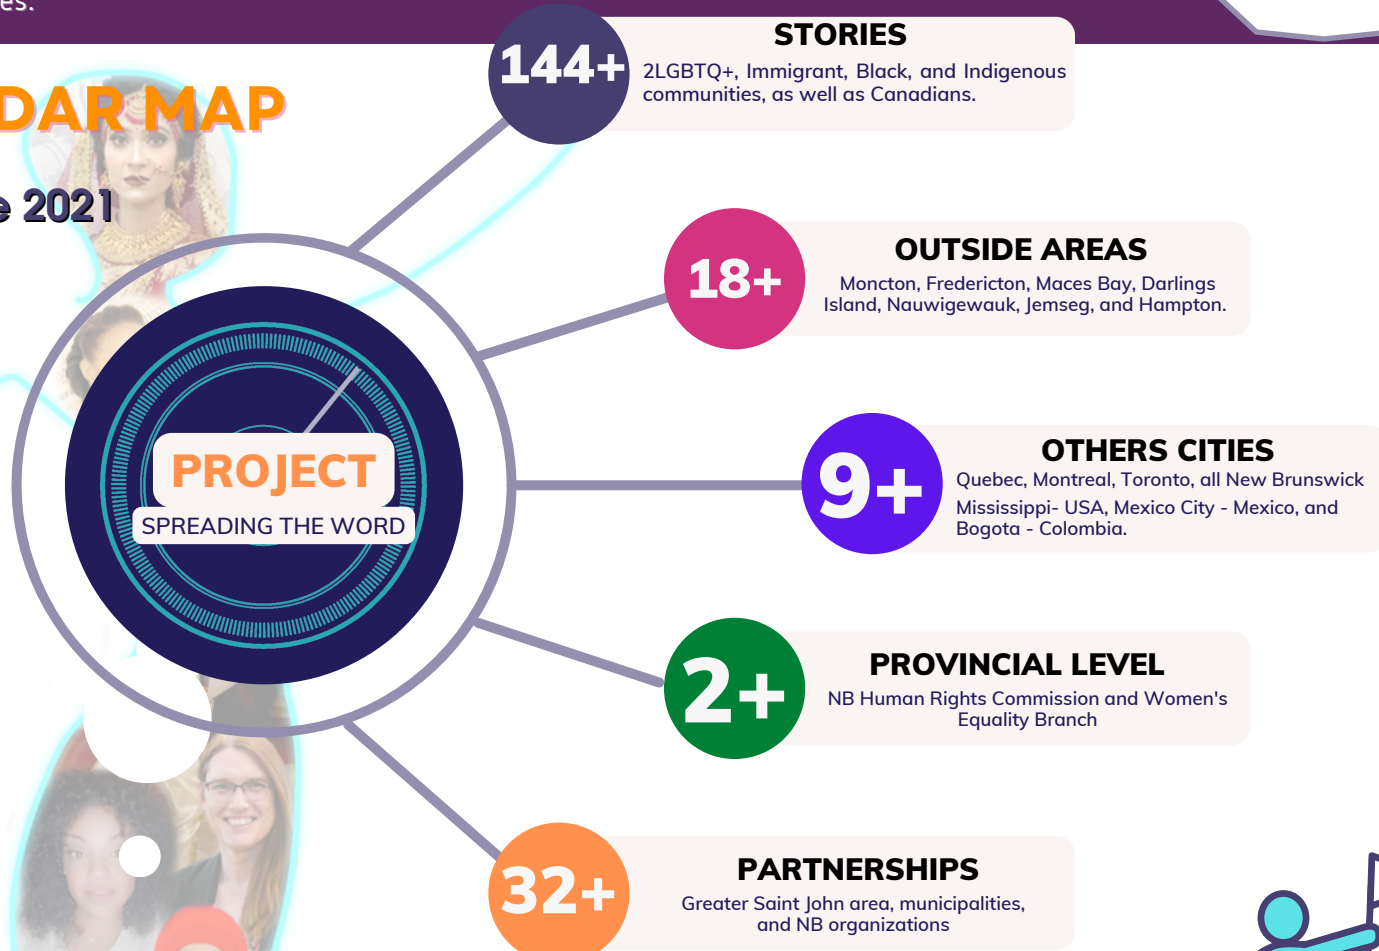 es.
DAR MAP
e 2021
144+
STORIES
2LGBTQ+, Immigrant, Black, and Indigenous
communities, as well as Canadians.
18+
OUTSIDE AREAS
Moncton, Fredericton, Maces Bay, Darlings
Island, Nauwigewauk, Jemseg, and Hampton.
PROJECT
SPREADING THE WORD
9+
OTHERS CITIES
Quebec, Montreal, Toronto, all New Brunswick
Mississippi- USA, Mexico City - Mexico, and
Bogota - Colombia.
2+
PROVINCIAL LEVEL
NB Human Rights Commission and Women's
Equality Branch
32+
PARTNERSHIPS
Greater Saint John area, municipalities,
and NB organizations